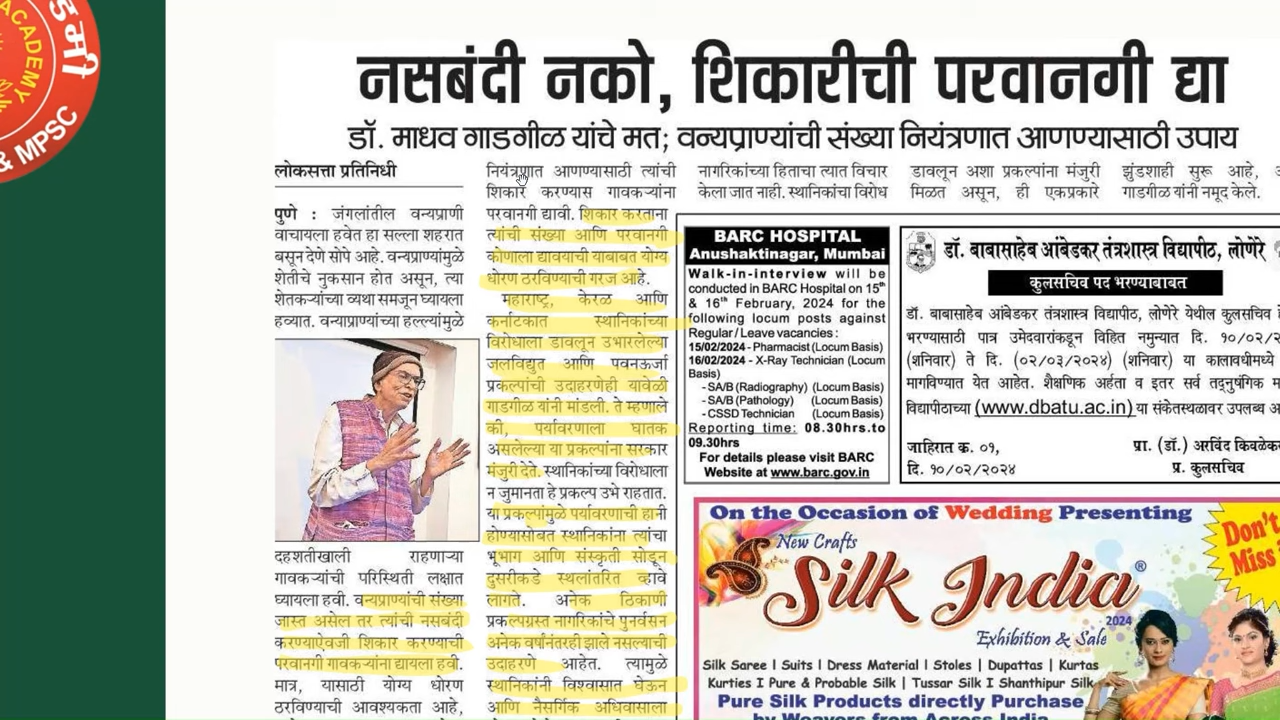 डमी
ACADEMY
& MPSC
नसबंदी नको, शिकारीची परवानगी द्या
डॉ. माधव गाडगीळ यांचे मत; वन्यप्राण्यांची संख्या नियंत्रणात आणण्यासाठी उपाय
लोकसत्ता प्रतिनिधी
पुणे : जंगलांतील वन्यप्राणी
वाचायला हवेत हा सल्ला शहरात
बसून देणे सोपे आहे. वन्यप्राण्यांमुळे
शेतीचे नुकसान होत असून, त्या
शेतकऱ्यांच्या व्यथा समजून घ्यायला
हव्यात. वन्यप्राण्यांच्या हल्ल्यांमुळे
दहशतीखाली राहणाऱ्या
गावकऱ्यांची परिस्थिती लक्षात
घ्यायला हवी. वन्यप्राण्यांची संख्या
जास्त असेल तर त्यांची नसबंदी
करण्याऐवजी शिकार करण्याची
परवानगी गावकऱ्यांना द्यायला हवी.
मात्र, यासाठी योग्य धोरण
ठरविण्याची आवश्यकता आहे,
नियंत्रणात आणण्यासाठी त्यांची
शिकार करण्यास गावकऱ्यांना
परवानगी द्यावी. शिकार करताना
त्यांची संख्या आणि परवानगी
कोणाला द्यावयाची याबाबत योग्य
धोरण ठरविण्याची गरज आहे.
महाराष्ट्र, केरळ आणि
कर्नाटकात स्थानिकांच्या
विरोधाला डावलून उभारलेल्या
जलविद्युत आणि पवनऊर्जा
प्रकल्पांची उदाहरणेही यावेळी
गाडगीळ यांनी मांडली. ते म्हणाले
की, पर्यावरणाला घातक
असलेल्या या प्रकल्पांना सरकार
मंजुरी देते. स्थानिकांच्या विरोधाला
न जुमानता हे प्रकल्प उभे राहतात.
या प्रकल्पांमुळे पर्यावरणाची हानी
होण्यासोबत स्थानिकांना त्यांचा
भूभाग आणि संस्कृती सोडून
दुसरीकडे स्थलांतरित व्हावे
लागते. अनेक ठिकाणी
प्रकल्पग्रस्त नागरिकांचे पुनर्वसन
अनेक वर्षांनंतरही झाले नसल्याची
उदाहरणे आहेत. त्यामुळे
स्थानिकांनी विश्वासात घेऊन
आणि नैसर्गिक अधिवासाला
नागरिकांच्या हिताचा त्यात विचार
केला जात नाही. स्थानिकांचा विरोध
डावलून अशा प्रकल्पांना मंजुरी
मिळत असून, ही एकप्रकारे
झुंडशाही सुरू आहे,
गाडगीळ यांनी नमूद केले.
BARC HOSPITAL
Anushaktinagar, Mumbai
Walk-in-interview will be
conducted in BARC Hospital on 15th
& 16th February, 2024 for the
following locum posts against
Regular / Leave vacancies :
15/02/2024 - Pharmacist (Locum Basis)
16/02/2024 - X-Ray Technician (Locum
Basis)
- SA/B (Radiography) (Locum Basis)
- SA/B (Pathology) (Locum Basis)
- CSSD Technician (Locum Basis)
Reporting time: 08.30hrs.to
09.30hrs
For details please visit BARC
Website at www.barc.gov.in
डॉ. बाबासाहेब आंबेडकर तंत्रशास्त्र विद्यापीठ, लोणेरे
कुलसचिव पद भरण्याबाबत
डॉ. बाबासाहेब आंबेडकर तंत्रशास्त्र विद्यापीठ, लोणेरे येथील कुलसचिव
भरण्यासाठी पात्र उमेदवारांकडून विहित नमुन्यात दि. १०/०२/२
(शनिवार) ते दि. (०२/०३/२०२४) (शनिवार) या कालावधीमध्ये
मागविण्यात येत आहेत. शैक्षणिक अर्हता व इतर सर्व तद्नुषंगिक
विद्यापीठाच्या (www.dbatu.ac.in) या संकेतस्थळावर उपलब्ध
जाहिरात क. ०१,
दि. १०/०२/२०२४
प्रा. (डॉ.) अरविंद किवळेकर
प्र. कुलसचिव
On the Occasion of Wedding Presenting
New Crafts
Silk India®
2024
Exhibition & Sale
Don't
Miss
Silk Saree | Suits | Dress Material | Stoles | Dupattas | Kurtas
Kurties I Pure & Probable Silk | Tussar Silk I Shanthipur Silk
Pure Silk Products directly Purchase
by Weavers from Across India